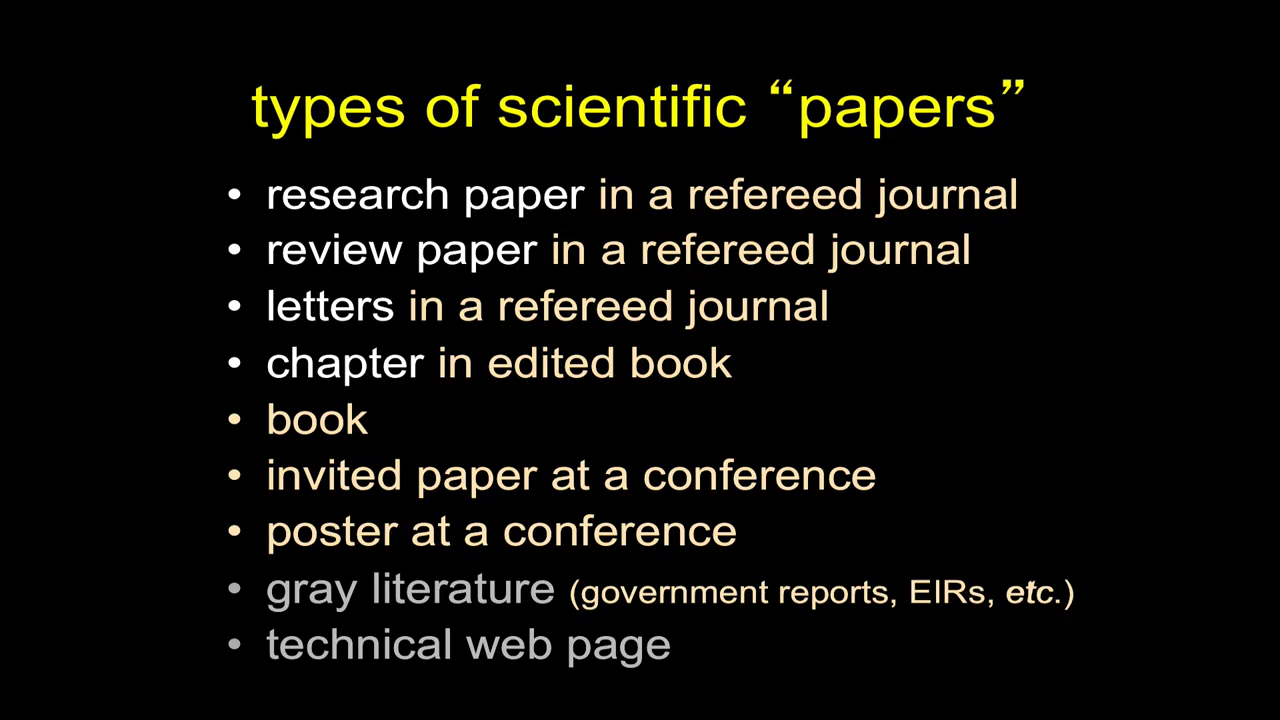 types of scientific “papers”
• research paper in a refereed journal
• review paper in a refereed journal
• letters in a refereed journal
• chapter in edited book
• book
• invited paper at a conference
• poster at a conference
• gray literature (government reports, EIRs, etc.)
• technical web page